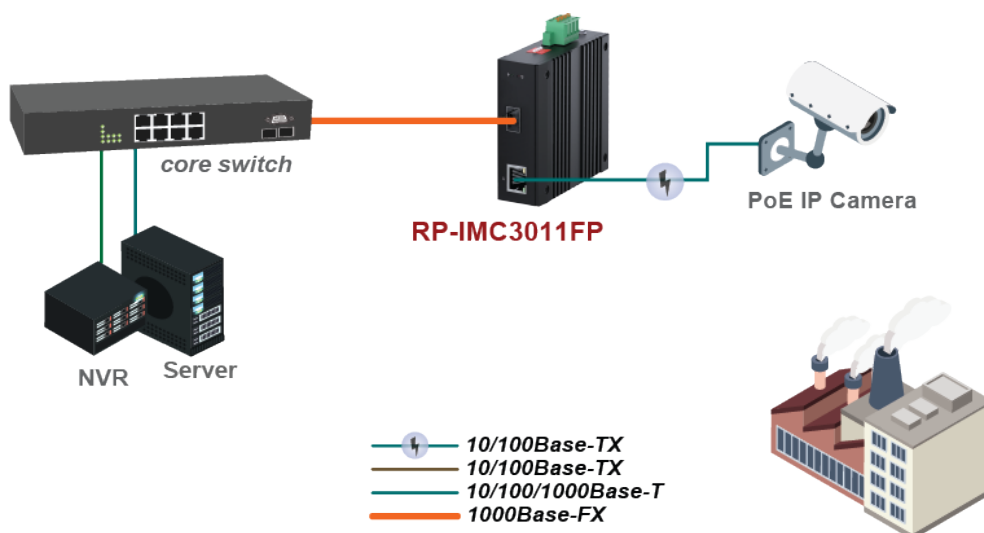 core switch
RP-IMC3011FP
PoE IP Camera
NVR
Server
10/100Base-TX
10/100Base-TX
10/100/1000Base-T
1000Base-FX